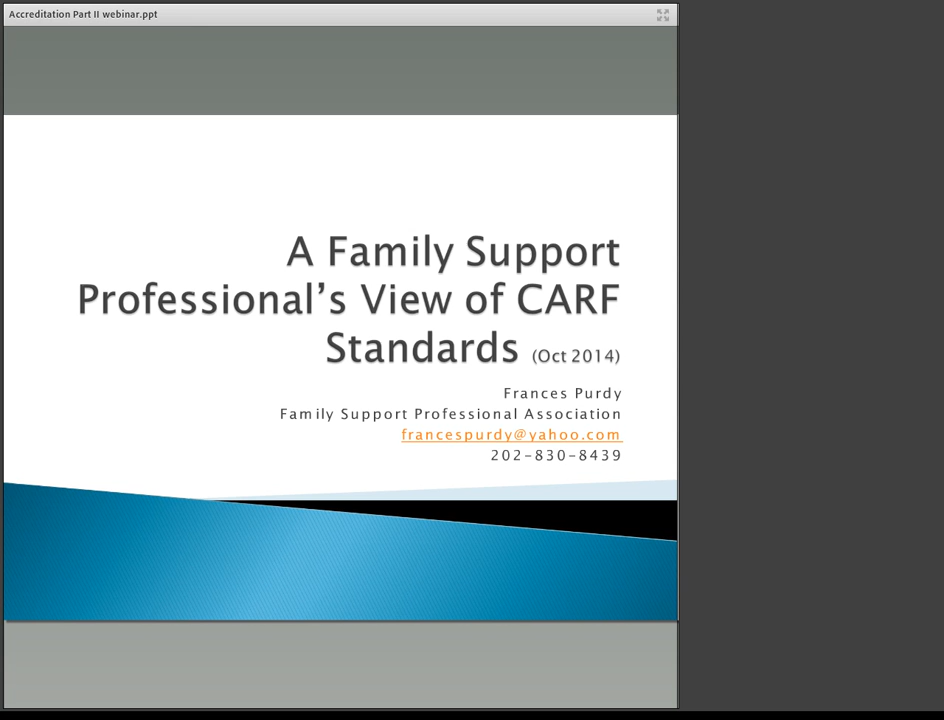 Accreditation Part II webinar.ppt
A Family Support
Professional’s View of CARF
Standards (Oct 2014)
Frances Purdy
Family Support Professional Association
francespurdy@yahoo.com
202-830-8439